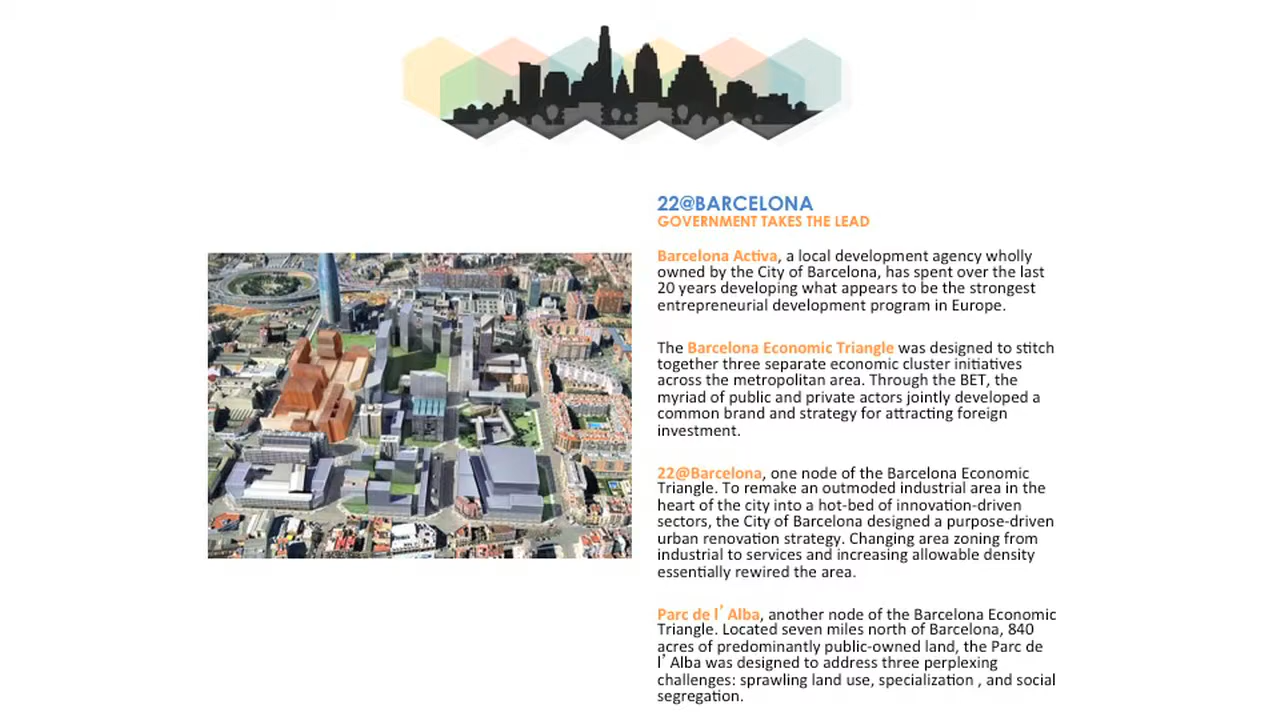 22@BARCELONA
GOVERNMENT TAKES THE LEAD
Barcelona Activa, a local development agency wholly
owned by the City of Barcelona, has spent over the last
20 years developing what appears to be the strongest
entrepreneurial development program in Europe.
The Barcelona Economic Triangle was designed to stitch
together three separate economic cluster initiatives
across the metropolitan area. Through the BET, the
myriad of public and private actors jointly developed a
common brand and strategy for attracting foreign
investment.
22@Barcelona, one node of the Barcelona Economic
Triangle. To remake an outmoded industrial area in the
heart of the city into a hot-bed of innovation-driven
sectors, the City of Barcelona designed a purpose-driven
urban renovation strategy. Changing area zoning from
industrial to services and increasing allowable density
essentially rewired the area.
Parc de l’Alba, another node of the Barcelona Economic
Triangle. Located seven miles north of Barcelona, 840
acres of predominantly public-owned land, the Parc de
l’Alba was designed to address three perplexing
challenges: sprawling land use, specialization , and social
segregation.